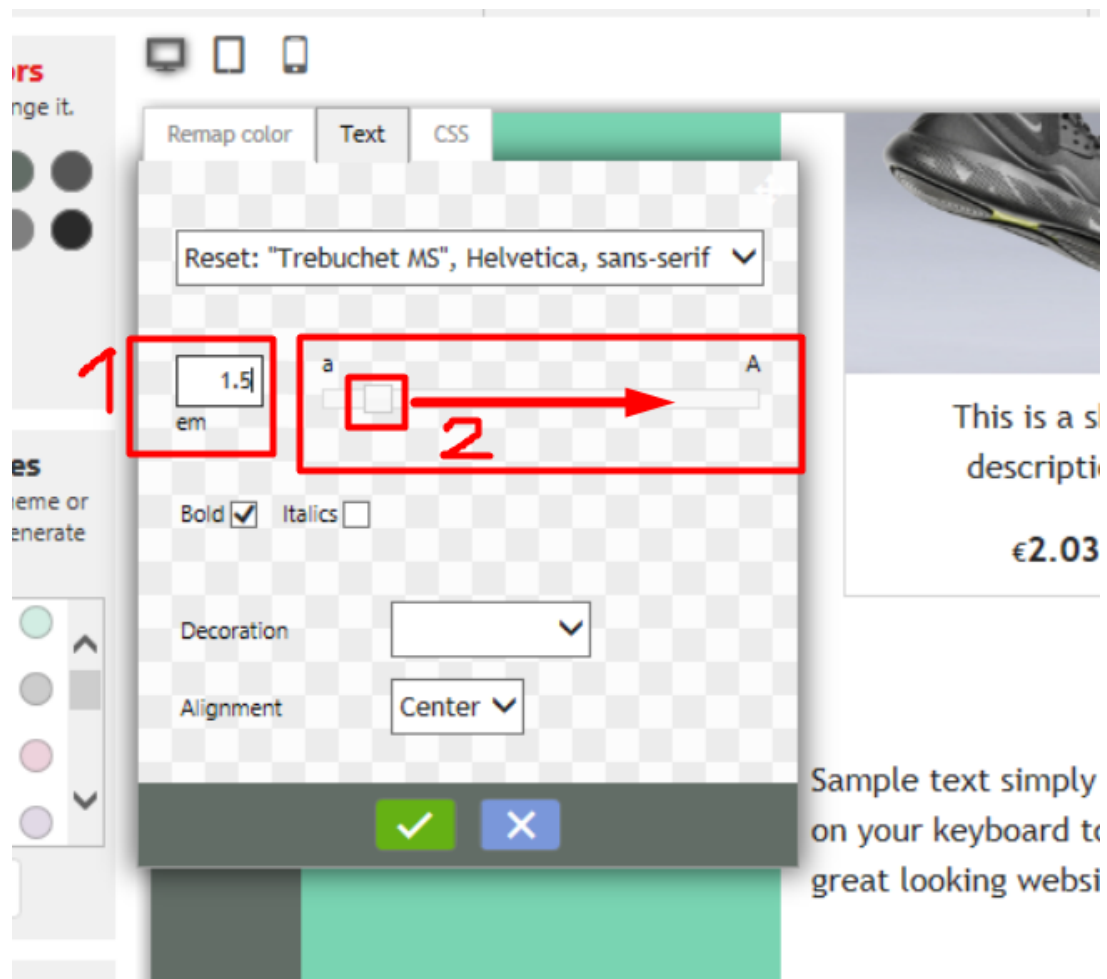 ors
nge it.
Remap color Text CSS
Reset: "Trebuchet MS", Helvetica, sans-serif
1
1.5
em
a A
2
Bold Italics
Decoration
Alignment Center
es
eme or
enerate
This is a s
descripti
€2.03
Sample text simply
on your keyboard to
great looking websi